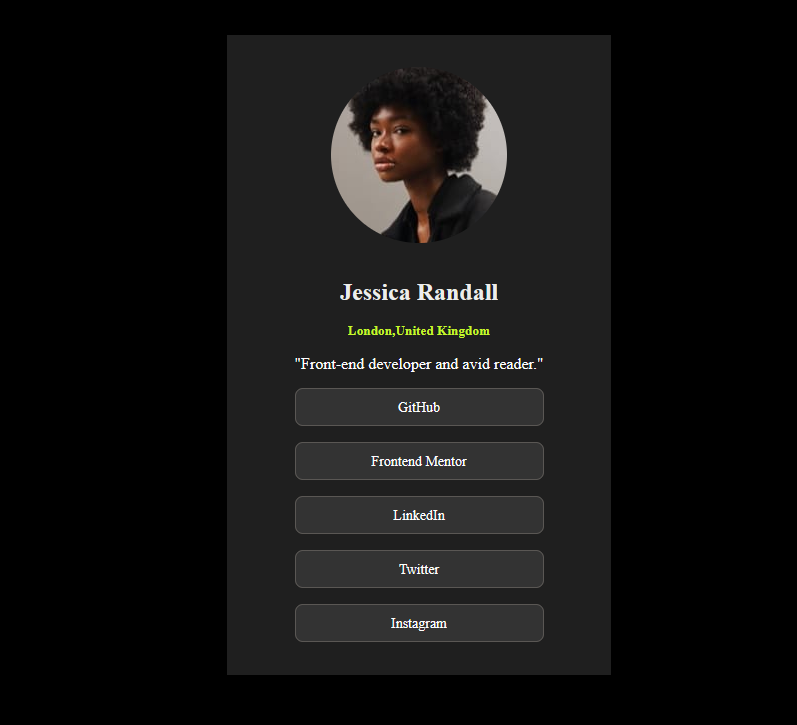 Jessica Randall
London,United Kingdom
"Front-end developer and avid reader."
GitHub
Frontend Mentor
LinkedIn
Twitter
Instagram